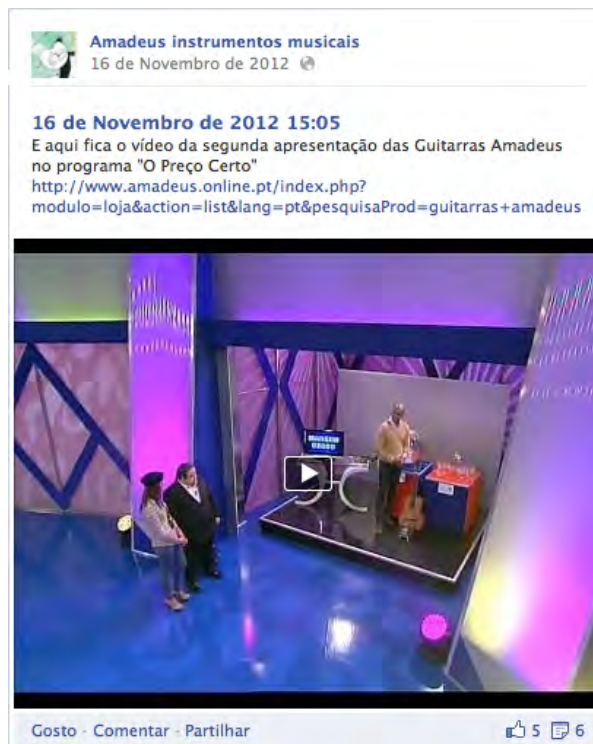 Amadeus instrumentos musicais
16 de Novembro de 2012
16 de Novembro de 2012 15:05
E aqui fica o vídeo da segunda apresentação das Guitarras Amadeus
no programa "O Preço Certo"
http://www.amadeus.online.pt/index.php?
modulo=loja&action=list&lang=pt&pesquisaProd=guitarras+amadeus
Gosto · Comentar · Partilhar
5 6